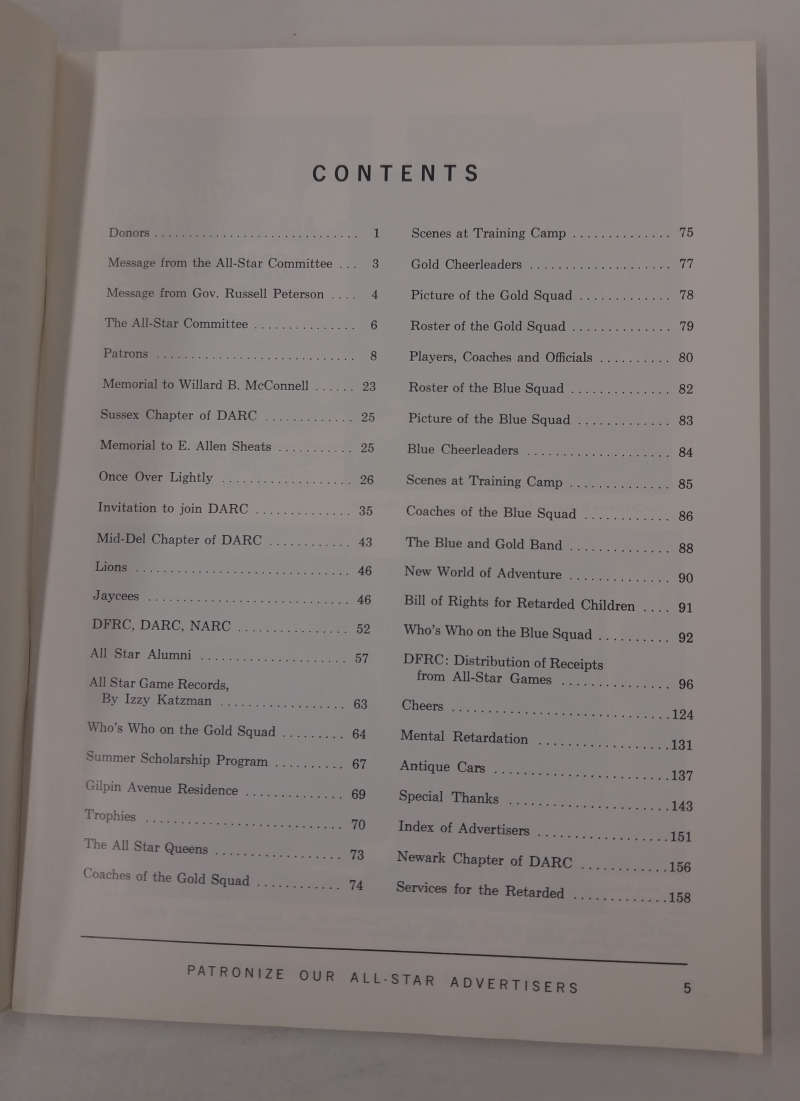 CONTENTS
Donors .............................. 1
Message from the All-Star Committee ... 3
Message from Gov. Russell Peterson .... 4
The All-Star Committee ............... 6
Patrons ............................. 8
Memorial to Willard B. McConnell ...... 23
Sussex Chapter of DARC ............. 25
Memorial to E. Allen Sheats ........... 25
Once Over Lightly ................... 26
Invitation to join DARC .............. 35
Mid-Del Chapter of DARC ............ 43
Lions ............................... 46
Jaycees ............................. 46
DFRC, DARC, NARC ................ 52
All Star Alumni ..................... 57
All Star Game Records,
By Izzy Katzman .................. 63
Who's Who on the Gold Squad ......... 64
Summer Scholarship Program .......... 67
Gilpin Avenue Residence .............. 69
Trophies ............................ 70
The All Star Queens .................. 73
Coaches of the Gold Squad ............ 74
Scenes at Training Camp .............. 75
Gold Cheerleaders .................... 77
Picture of the Gold Squad ............. 78
Roster of the Gold Squad .............. 79
Players, Coaches and Officials .......... 80
Roster of the Blue Squad .............. 82
Picture of the Blue Squad ............. 83
Blue Cheerleaders ..................... 84
Scenes at Training Camp .............. 85
Coaches of the Blue Squad ............ 86
The Blue and Gold Band .............. 88
New World of Adventure .............. 90
Bill of Rights for Retarded Children .... 91
Who's Who on the Blue Squad .......... 92
DFRC: Distribution of Receipts
from All-Star Games ............... 96
Cheers ..............................124
Mental Retardation ..................131
Antique Cars ........................137
Special Thanks ......................143
Index of Advertisers ..................151
Newark Chapter of DARC ............156
Services for the Retarded .............158
PATRONIZE OUR ALL-STAR ADVERTISERS 5